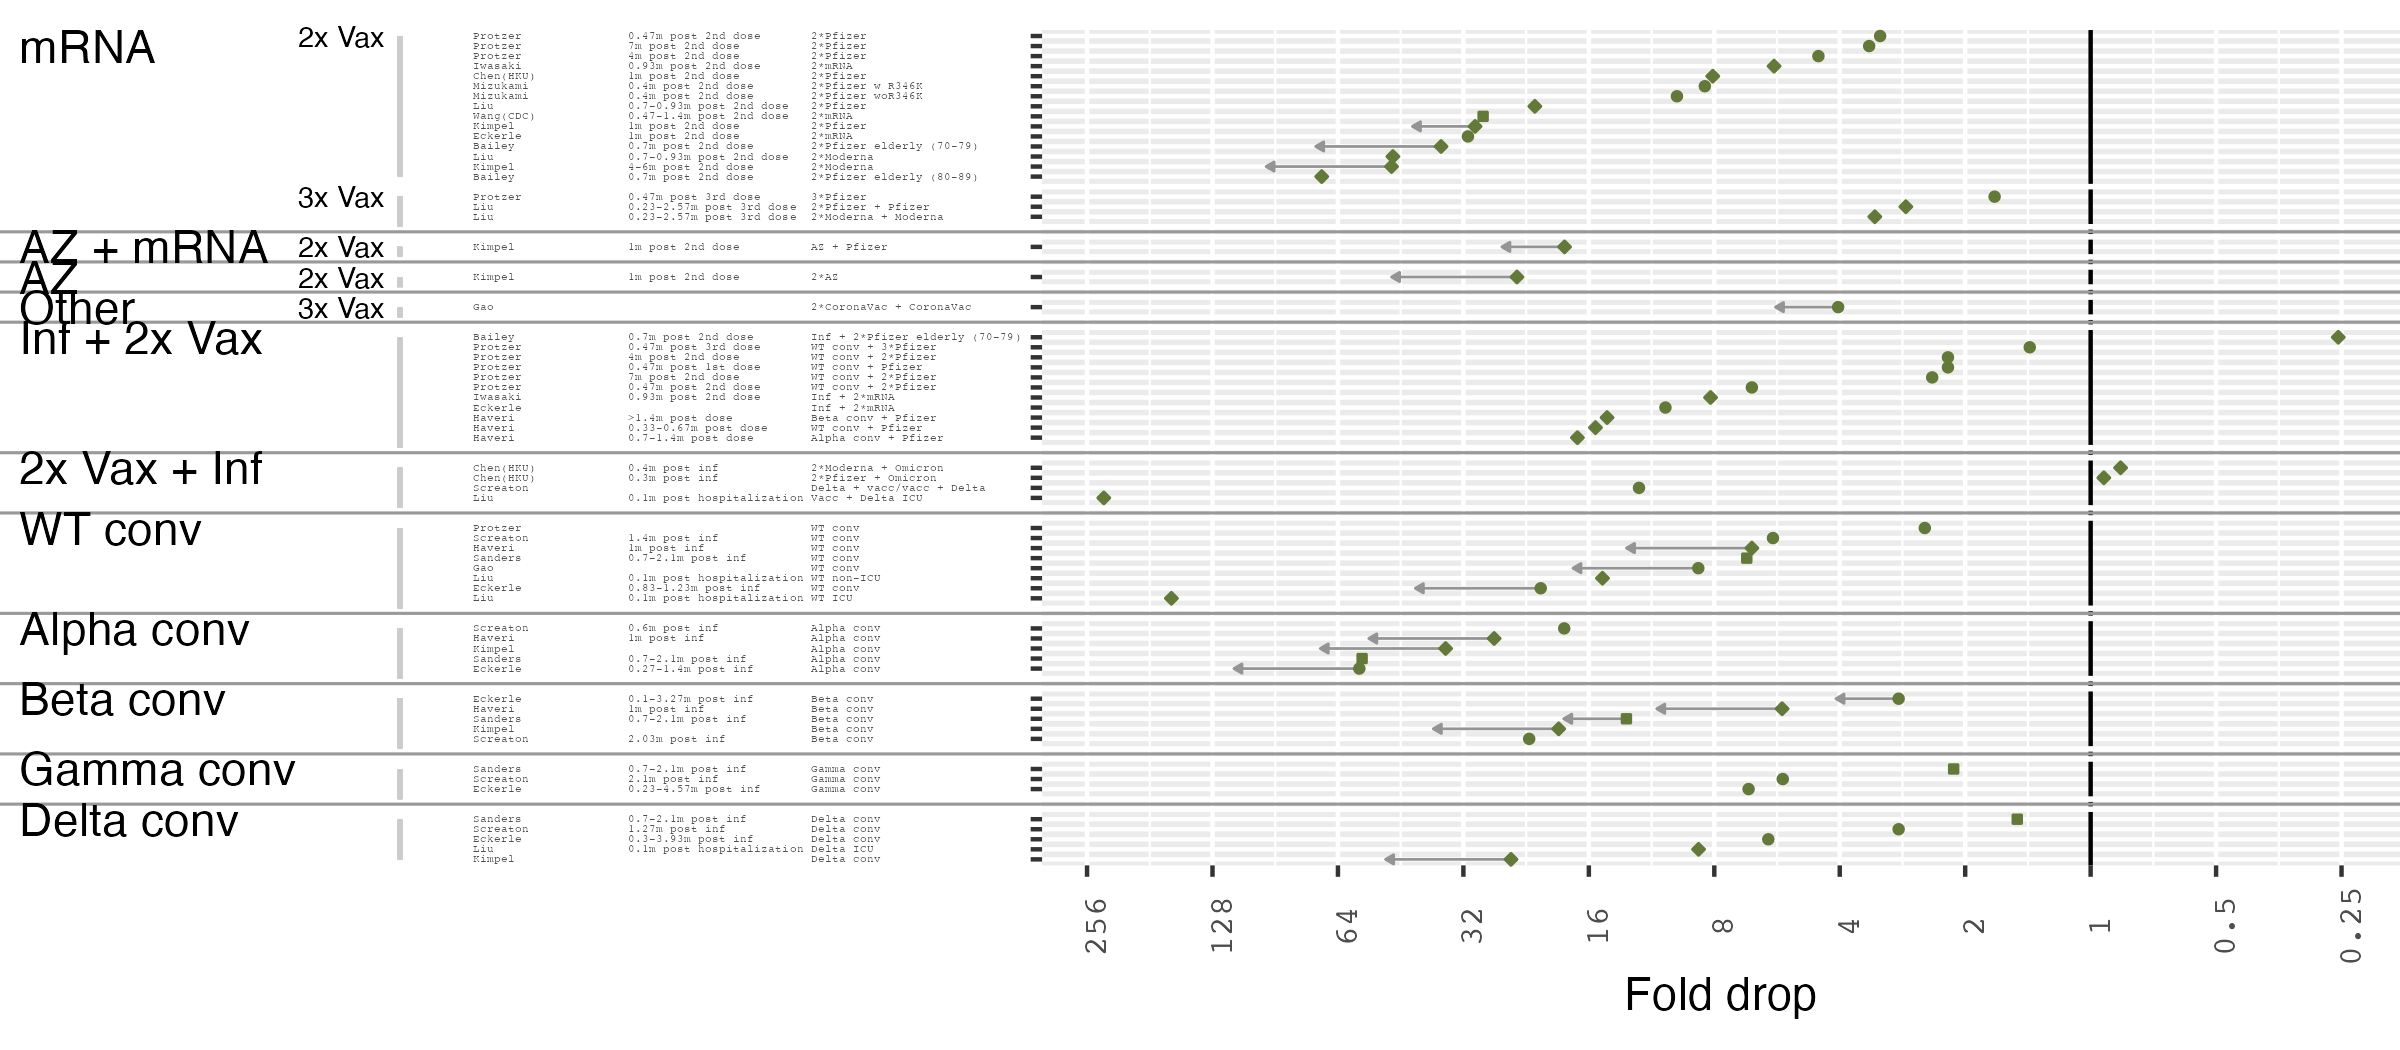 mRNA 2x Vax Protzer 0.47m post 2nd dose 2*Pfizer
Protzer 7m post 2nd dose 2*Pfizer
Protzer 4m post 2nd dose 2*Pfizer
Iwasaki 0.93m post 2nd dose 2*mRNA
Chen(HKU) 1m post 2nd dose 2*Pfizer
Mizukami 0.4m post 2nd dose 2*Pfizer w R346K
Mizukami 0.4m post 2nd dose 2*Pfizer woR346K
Liu 0.7-0.93m post 2nd dose 2*Pfizer
Wang(CDC) 0.47-1.4m post 2nd dose 2*mRNA
Kimpel 1m post 2nd dose 2*Pfizer
Eckerle 1m post 2nd dose 2*mRNA
Bailey 0.7m post 2nd dose 2*Pfizer elderly (70-79)
Liu 0.7-0.93m post 2nd dose 2*Moderna
Kimpel 4-6m post 2nd dose 2*Moderna
Bailey 0.7m post 2nd dose 2*Pfizer elderly (80-89)
3x Vax Protzer 0.47m post 3rd dose 3*Pfizer
Liu 0.23-2.57m post 3rd dose 2*Pfizer + Pfizer
Liu 0.23-2.57m post 3rd dose 2*Moderna + Moderna
AZ + mRNA 2x Vax Kimpel 1m post 2nd dose AZ + Pfizer
AZ 2x Vax Kimpel 1m post 2nd dose 2*AZ
Other 3x Vax Gao 2*CoronaVac + CoronaVac
Inf + 2x Vax Bailey 0.7m post 2nd dose Inf + 2*Pfizer elderly (70-79)
Protzer 0.47m post 3rd dose WT conv + 3*Pfizer
Protzer 4m post 2nd dose WT conv + 2*Pfizer
Protzer 0.47m post 1st dose WT conv + Pfizer
Protzer 7m post 2nd dose WT conv + 2*Pfizer
Protzer 0.47m post 2nd dose WT conv + 2*Pfizer
Iwasaki 0.93m post 2nd dose Inf + 2*mRNA
Eckerle Inf + 2*mRNA
Haveri >1.4m post dose Beta conv + Pfizer
Haveri 0.33-0.67m post dose WT conv + Pfizer
Haveri 0.7-1.4m post dose Alpha conv + Pfizer
2x Vax + Inf Chen(HKU) 0.4m post inf 2*Moderna + Omicron
Chen(HKU) 0.3m post inf 2*Pfizer + Omicron
Screaton Delta + vacc/vacc + Delta
Liu 0.1m post hospitalization Vacc + Delta ICU
WT conv Protzer WT conv
Screaton 1.4m post inf WT conv
Haveri 1m post inf WT conv
Sanders 0.7-2.1m post inf WT conv
Gao WT conv
Liu 0.1m post hospitalization WT non-ICU
Eckerle 0.83-1.23m post inf WT conv
Liu 0.1m post hospitalization WT ICU
Alpha conv Screaton 0.6m post inf Alpha conv
Haveri 1m post inf Alpha conv
Kimpel Alpha conv
Sanders 0.7-2.1m post inf Alpha conv
Eckerle 0.27-1.4m post inf Alpha conv
Beta conv Eckerle 0.1-3.27m post inf Beta conv
Haveri 1m post inf Beta conv
Sanders 0.7-2.1m post inf Beta conv
Kimpel Beta conv
Screaton 2.03m post inf Beta conv
Gamma conv Sanders 0.7-2.1m post inf Gamma conv
Screaton 2.1m post inf Gamma conv
Eckerle 0.23-4.57m post inf Gamma conv
Delta conv Sanders 0.7-2.1m post inf Delta conv
Screaton 1.27m post inf Delta conv
Eckerle 0.3-3.93m post inf Delta conv
Liu 0.1m post hospitalization Delta ICU
Kimpel Delta conv
256 128 64 32 16 8 4 2 1 0.5 0.25
Fold drop